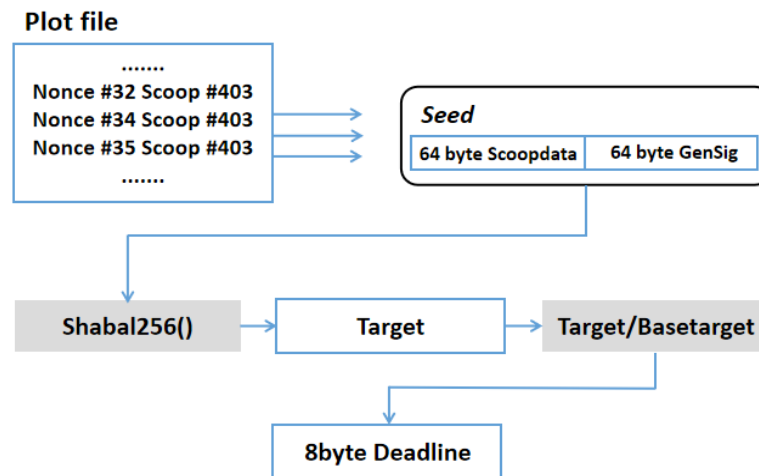 Plot file
.......
Nonce #32 Scoop #403
Nonce #34 Scoop #403
Nonce #35 Scoop #403
.......
Seed
64 byte Scoopdata
64 byte GenSig
Shabal256()
Target
Target/Basetarget
8byte Deadline